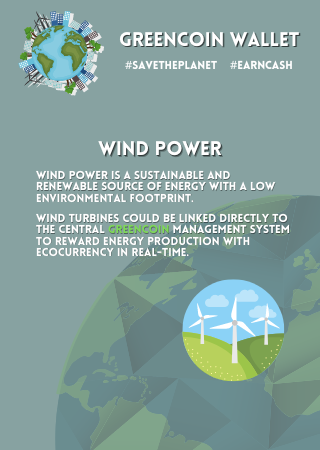 GREENCOIN WALLET
#SAVETHEPLANET #EARNCASH
WIND POWER
WIND POWER IS A SUSTAINABLE AND
RENEWABLE SOURCE OF ENERGY WITH A LOW
ENVIRONMENTAL FOOTPRINT.
WIND TURBINES COULD BE LINKED DIRECTLY TO
THE CENTRAL GREENCOIN MANAGEMENT SYSTEM
TO REWARD ENERGY PRODUCTION WITH
ECOCURRENCY IN REAL-TIME.